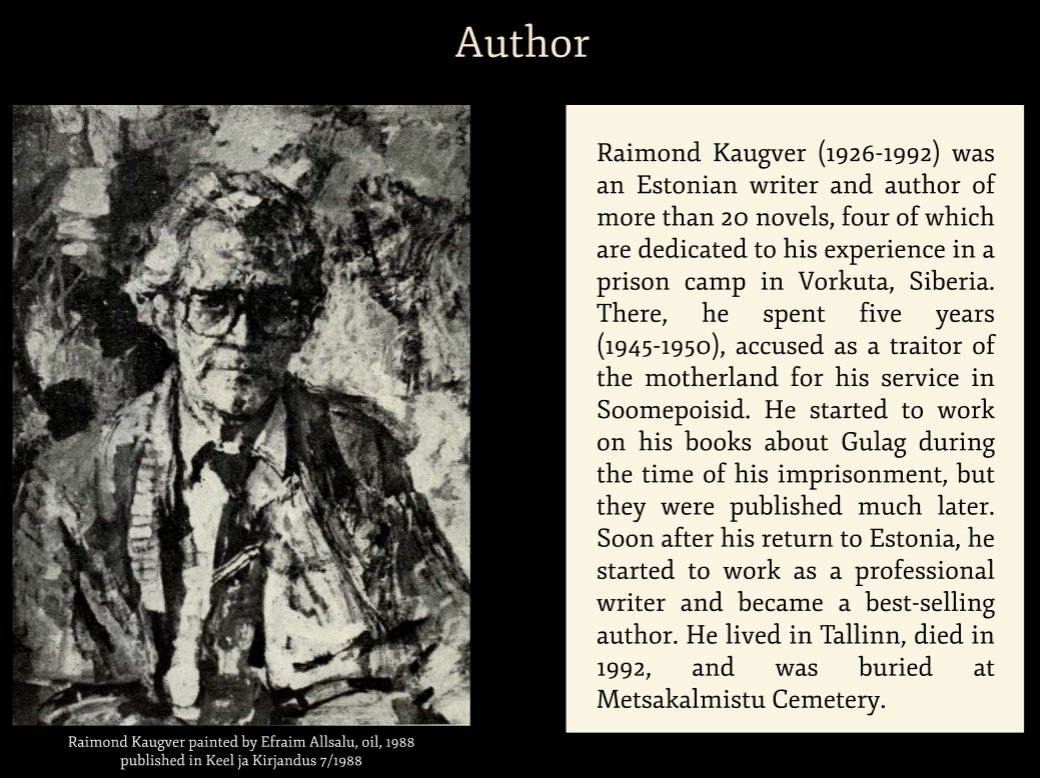 Author
Raimond Kaugver (1926-1992) was
an Estonian writer and author of
more than 20 novels, four of which
are dedicated to his experience in a
prison camp in Vorkuta, Siberia.
There, he spent five years
(1945-1950), accused as a traitor of
the motherland for his service in
Soomepoisid. He started to work
on his books about Gulag during
the time of his imprisonment, but
they were published much later.
Soon after his return to Estonia, he
started to work as a professional
writer and became a best-selling
author. He lived in Tallinn, died in
1992, and was buried at
Metsakalmistu Cemetery.
Raimond Kaugver painted by Efraim Allsalu, oil, 1988
published in Keel ja Kirjandus 7/1988